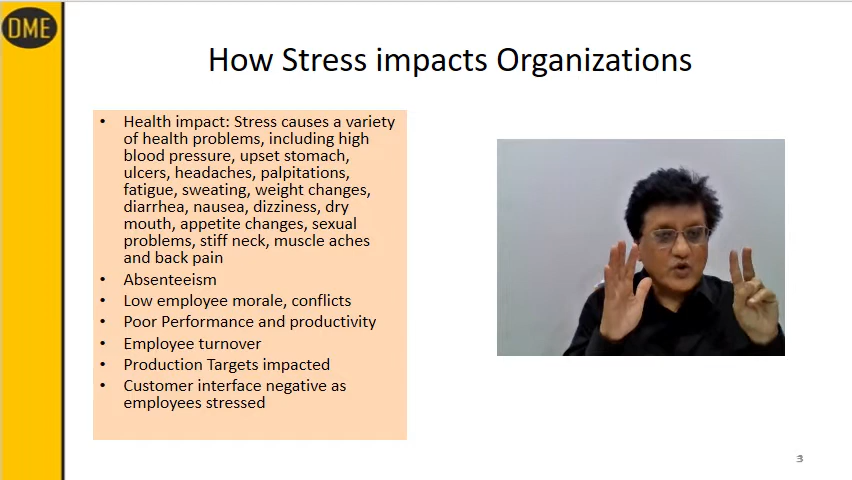 DME
How Stress impacts Organizations
• Health impact: Stress causes a variety
of health problems, including high
blood pressure, upset stomach,
ulcers, headaches, palpitations,
fatigue, sweating, weight changes,
diarrhea, nausea, dizziness, dry
mouth, appetite changes, sexual
problems, stiff neck, muscle aches
and back pain
• Absenteeism
• Low employee morale, conflicts
• Poor Performance and productivity
• Employee turnover
• Production Targets impacted
• Customer interface negative as
employees stressed
3